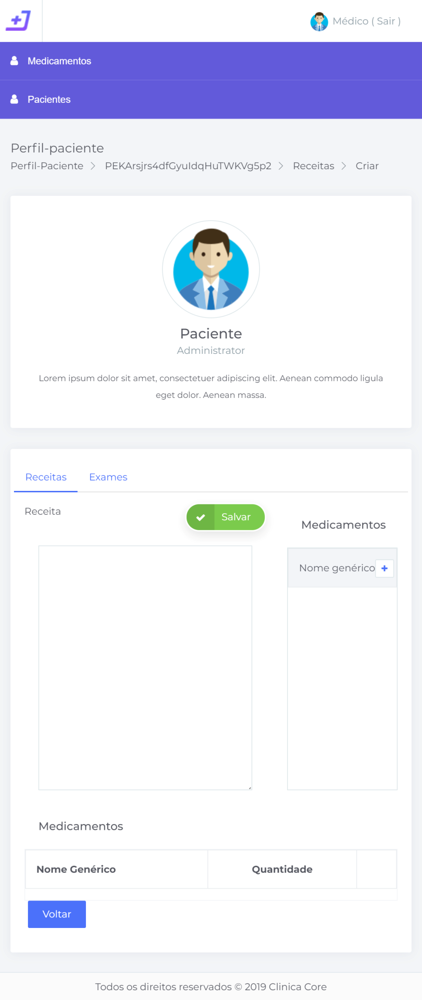 Médico ( Sair )
Medicamentos
Pacientes
Perfil-paciente
Perfil-Paciente > PEKArsjrs4dfGyuIdqHuTWKVg5p2 > Receitas > Criar
Paciente
Administrator
Lorem ipsum dolor sit amet, consectetuer adipiscing elit. Aenean commodo ligula
eget dolor. Aenean massa.
Receitas Exames
Receita
Salvar
Medicamentos
Nome genérico +
Medicamentos
Nome Genérico Quantidade
Voltar
Todos os direitos reservados © 2019 Clinica Core